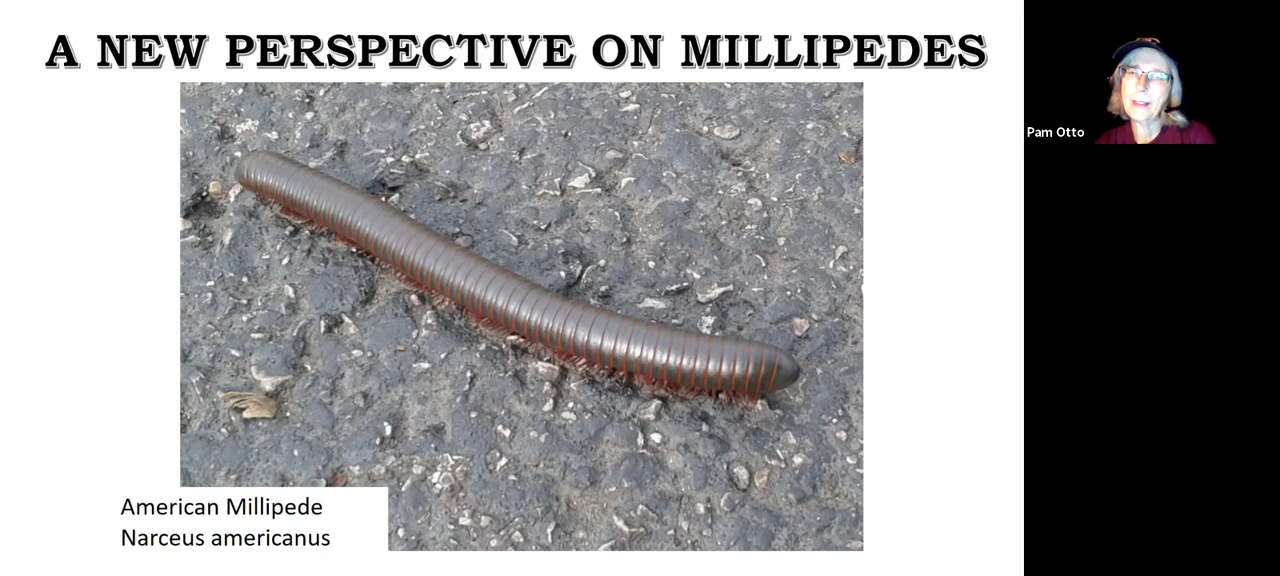 A NEW PERSPECTIVE ON MILLIPEDES
American Millipede
Narceus americanus
Pam Otto